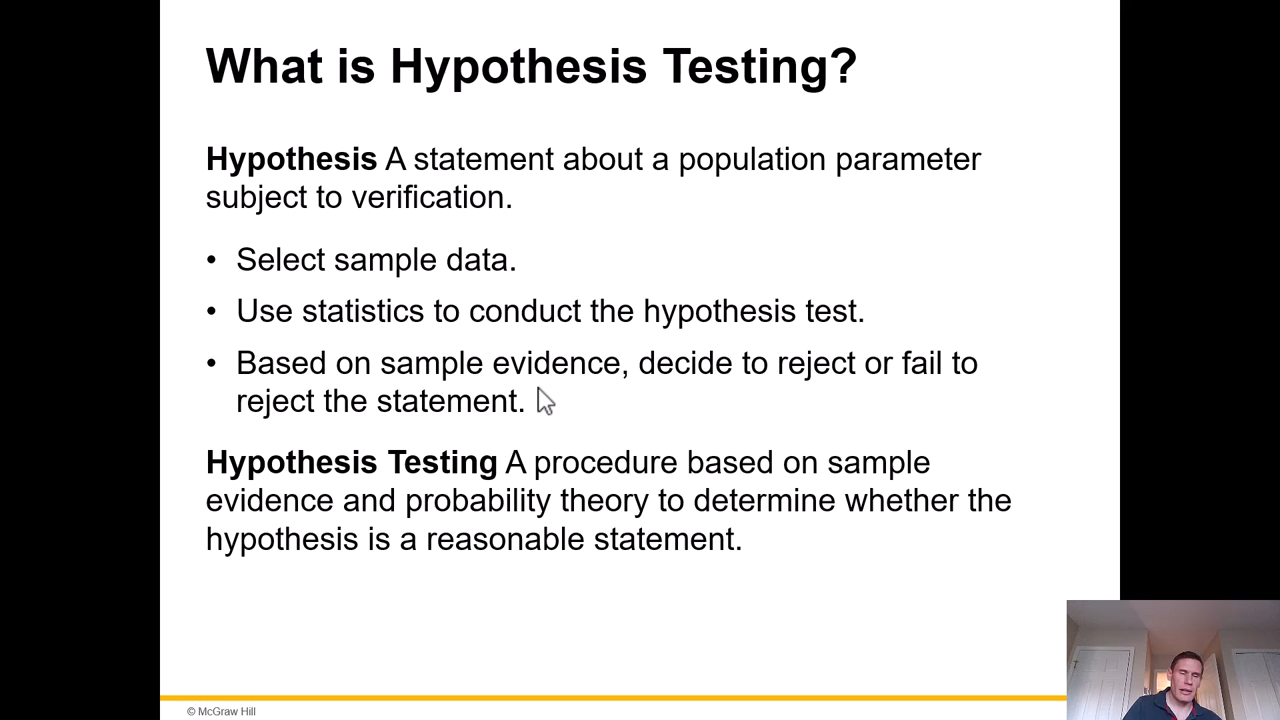 What is Hypothesis Testing?
Hypothesis A statement about a population parameter
subject to verification.
• Select sample data.
• Use statistics to conduct the hypothesis test.
• Based on sample evidence, decide to reject or fail to
reject the statement.
Hypothesis Testing A procedure based on sample
evidence and probability theory to determine whether the
hypothesis is a reasonable statement.
© McGraw Hill